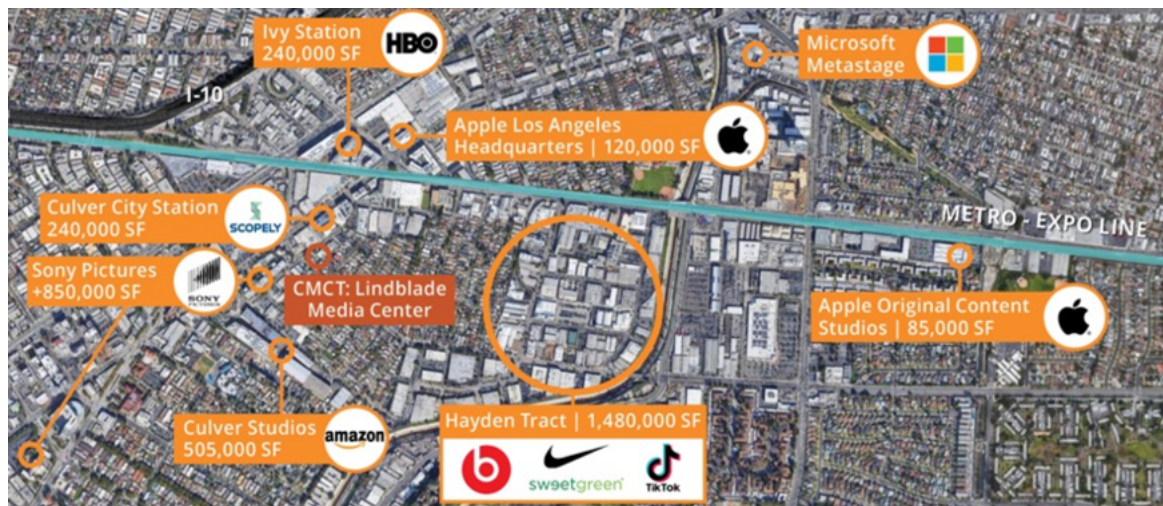 Ivy Station
240,000 SF
HBO
Microsoft
Metastage
I-10
Apple Los Angeles
Headquarters | 120,000 SF
Culver City Station
240,000 SF
SCOPELY
METRO - EXPO LINE
Sony Pictures
+850,000 SF
SONY
PICTURES
CMCT: Lindblade
Media Center
Apple Original Content
Studios | 85,000 SF
Culver Studios
505,000 SF
amazon
Hayden Tract | 1,480,000 SF
b
sweetgreen
TikTok